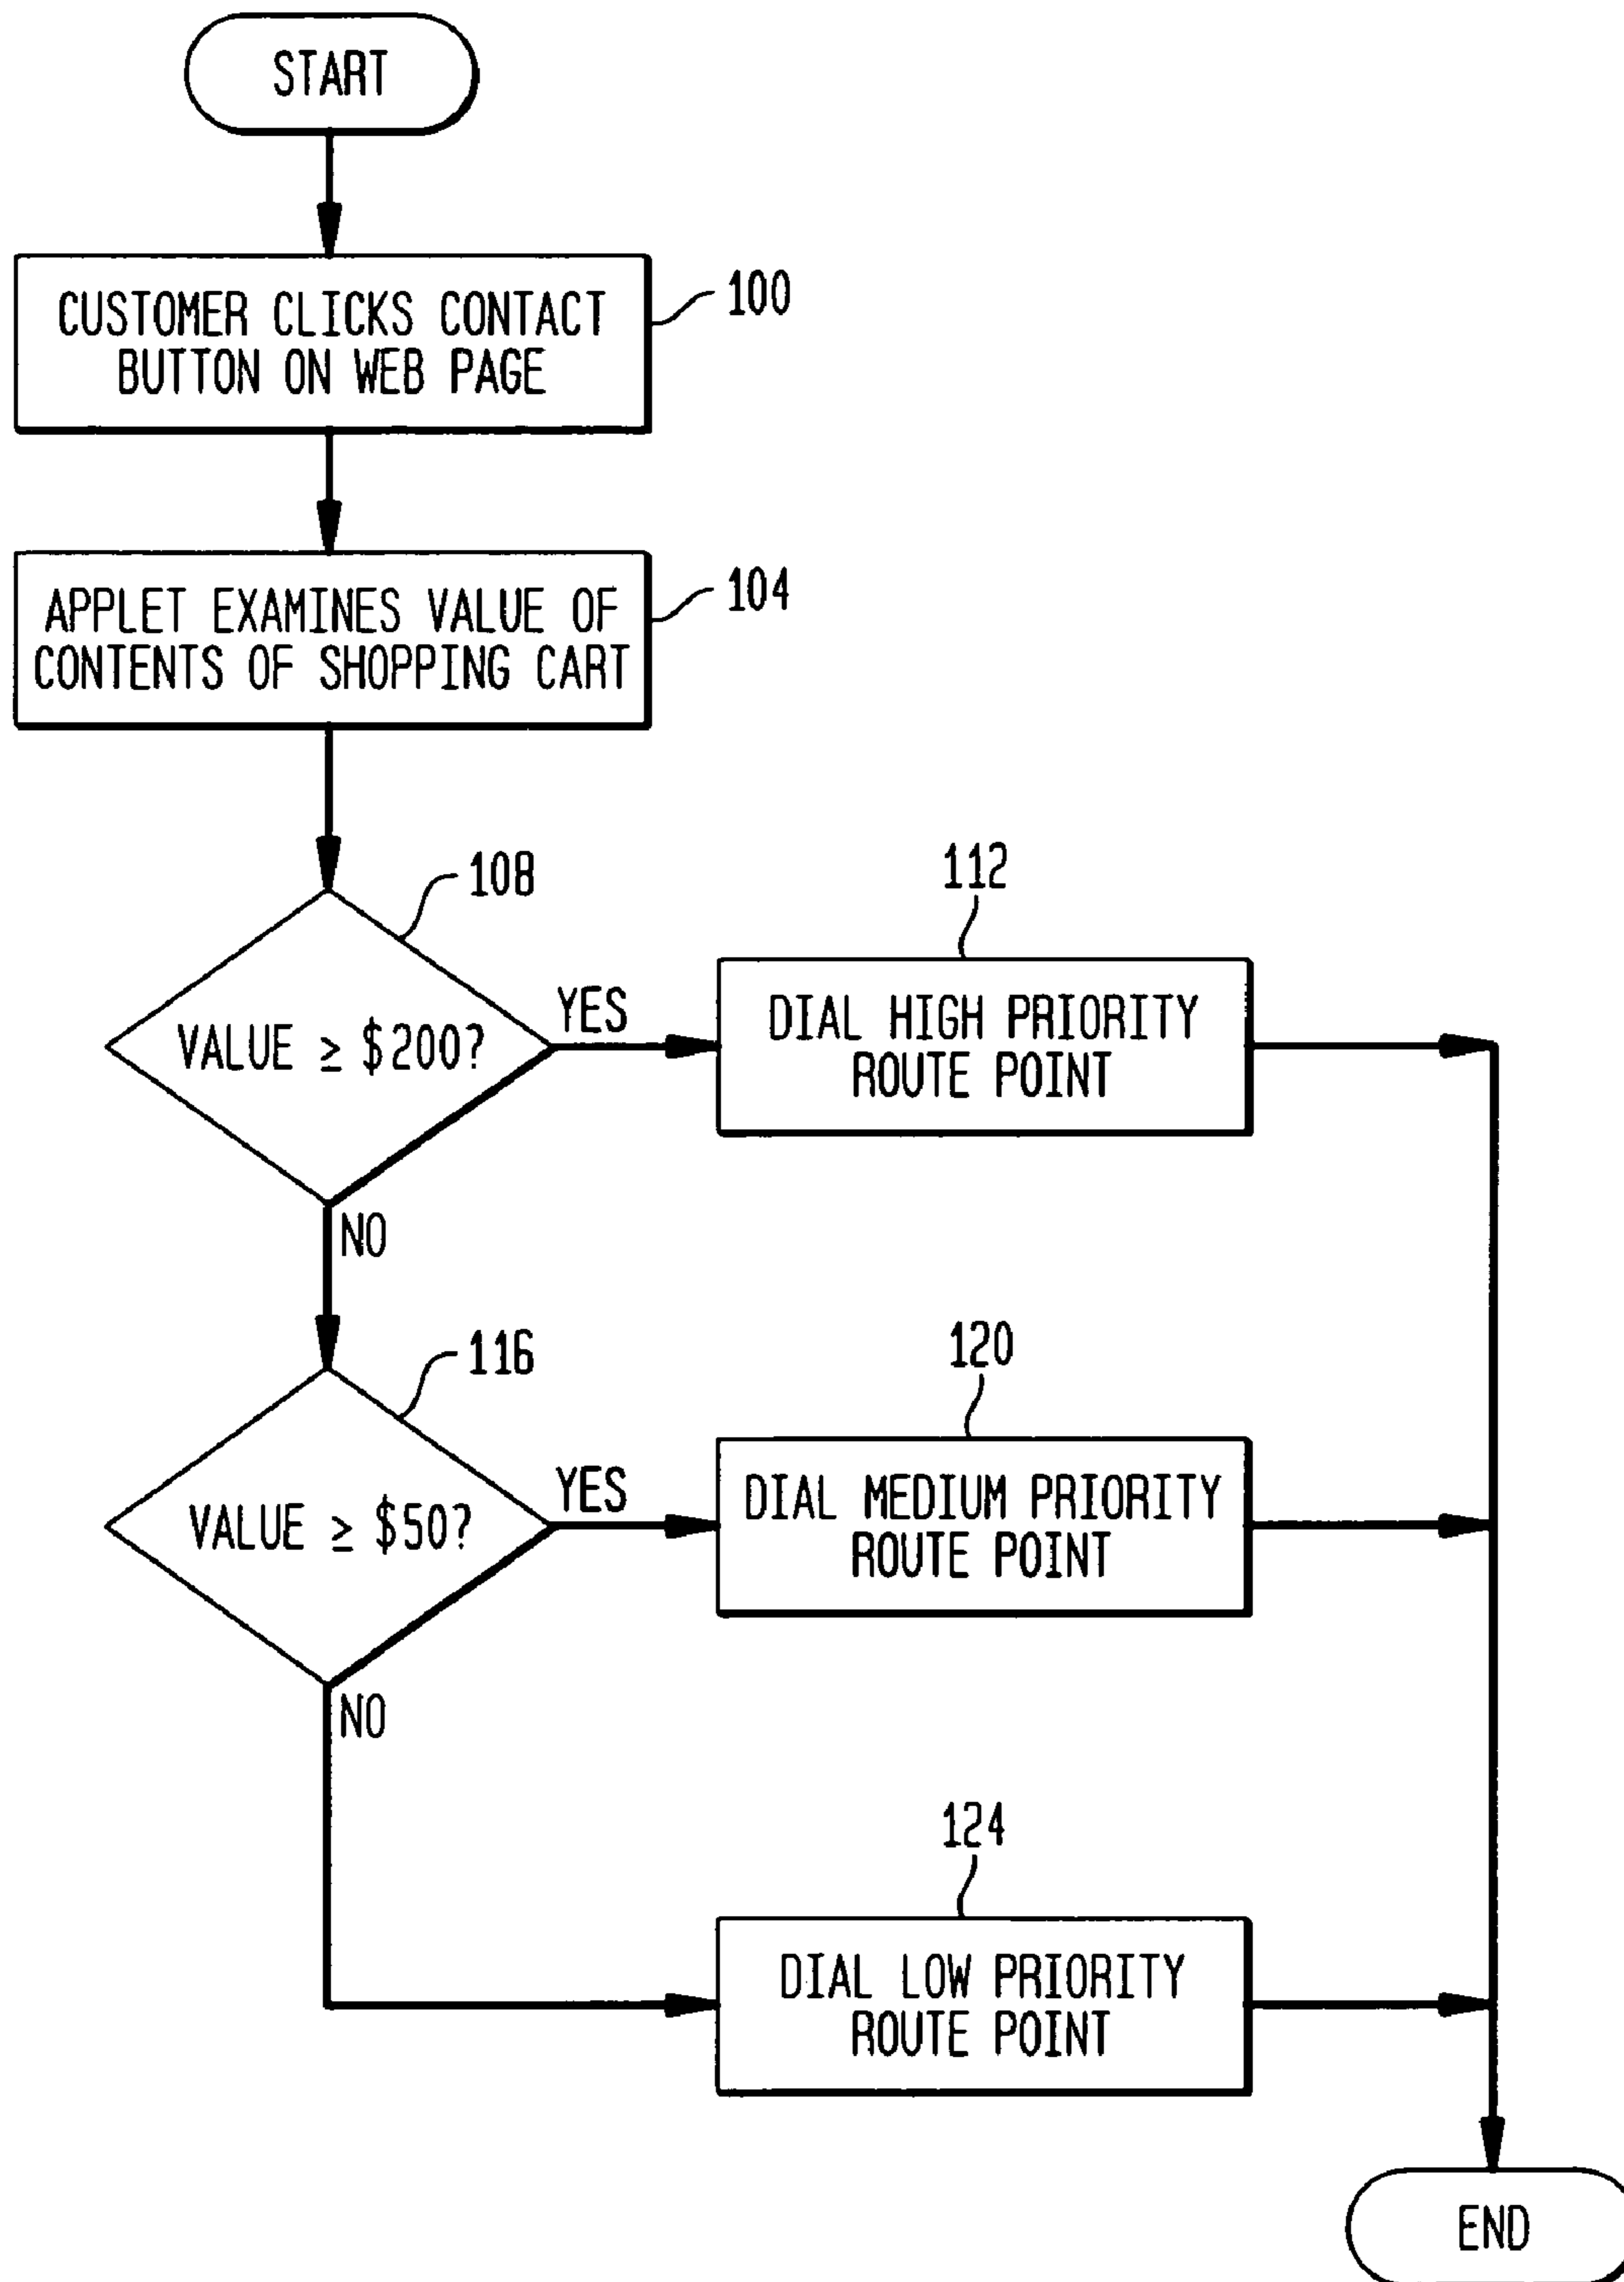 START
CUSTOMER CLICKS CONTACT
BUTTON ON WEB PAGE
100
APPLET EXAMINES VALUE OF
CONTENTS OF SHOPPING CART
104
108
VALUE ≥ $200?
YES
NO
112
DIAL HIGH PRIORITY
ROUTE POINT
116
VALUE ≥ $50?
YES
NO
120
DIAL MEDIUM PRIORITY
ROUTE POINT
124
DIAL LOW PRIORITY
ROUTE POINT
END